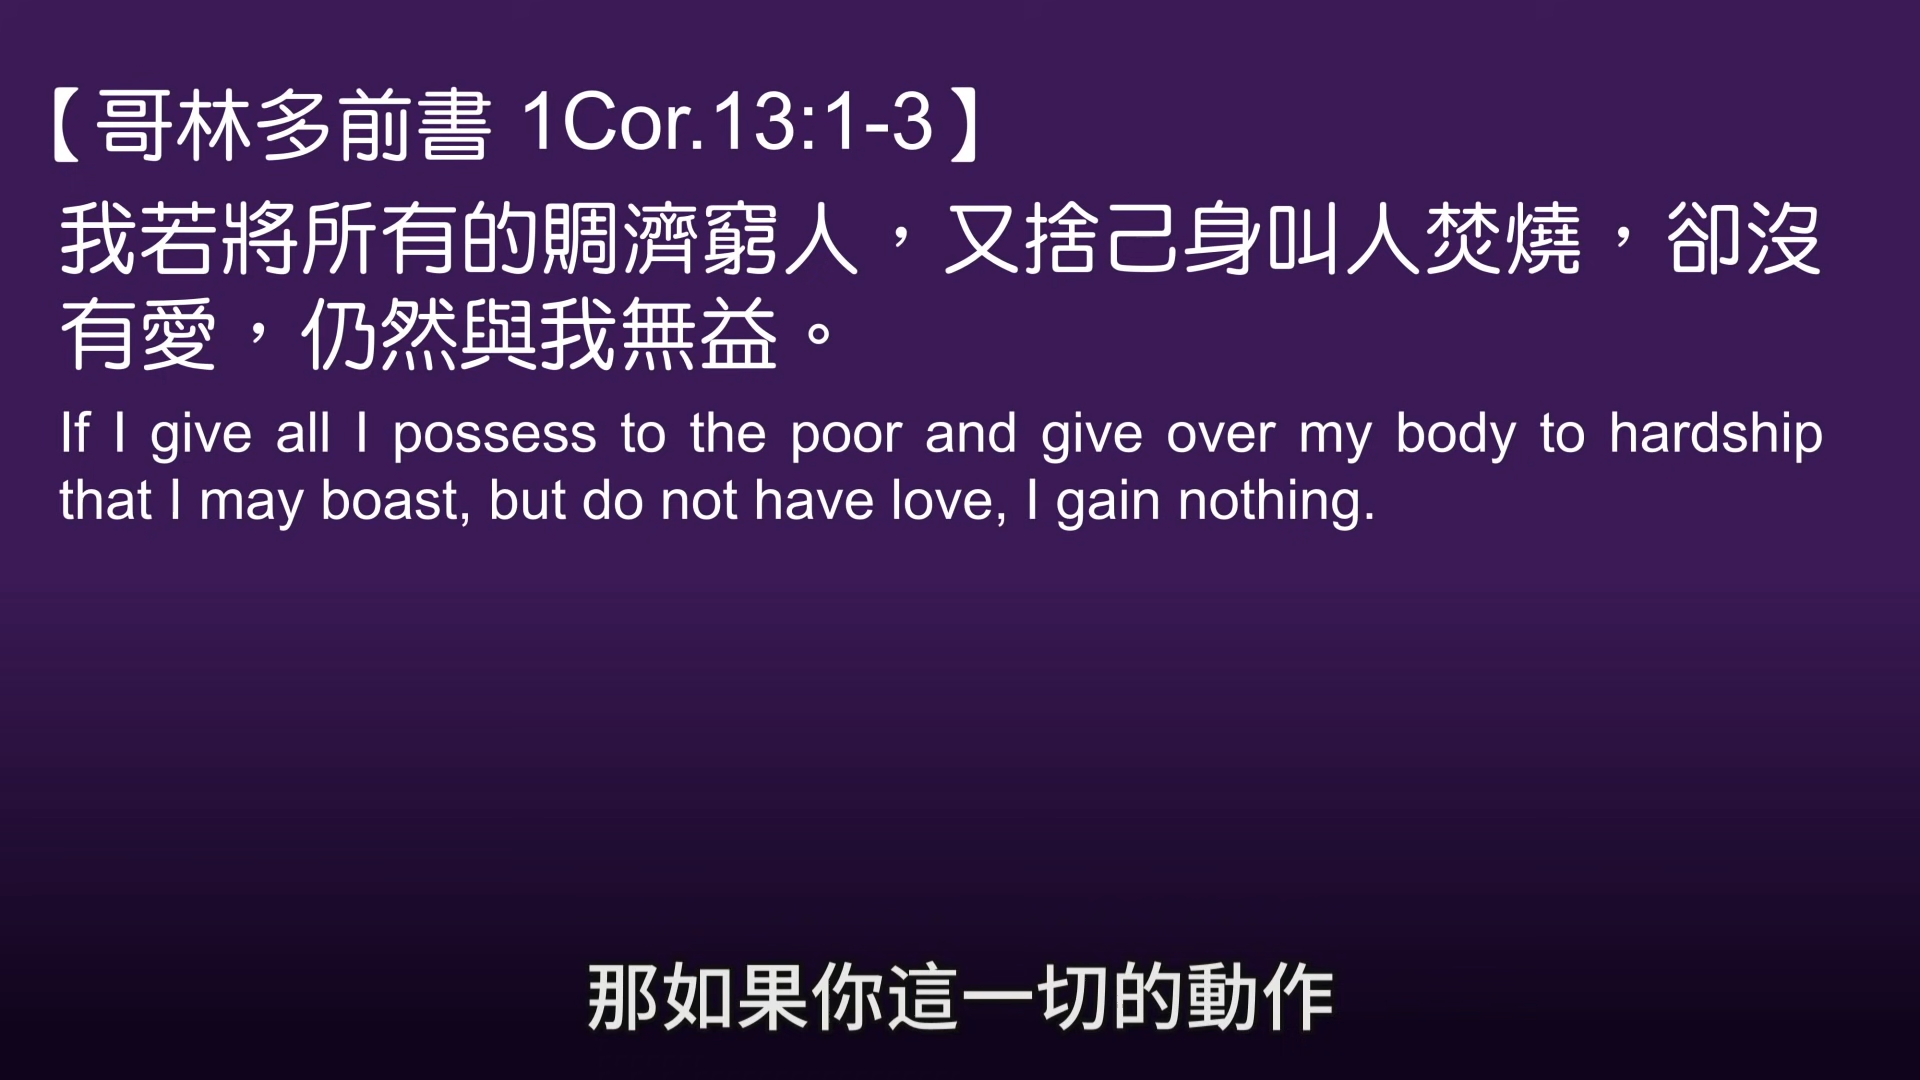 【哥林多前書 1Cor.13:1-3】
我若將所有的賙濟窮人，又捨己身叫人焚燒，卻沒
有愛，仍然與我無益。
If I give all I possess to the poor and give over my body to hardship
that I may boast, but do not have love, I gain nothing.
那如果你這一切的動作